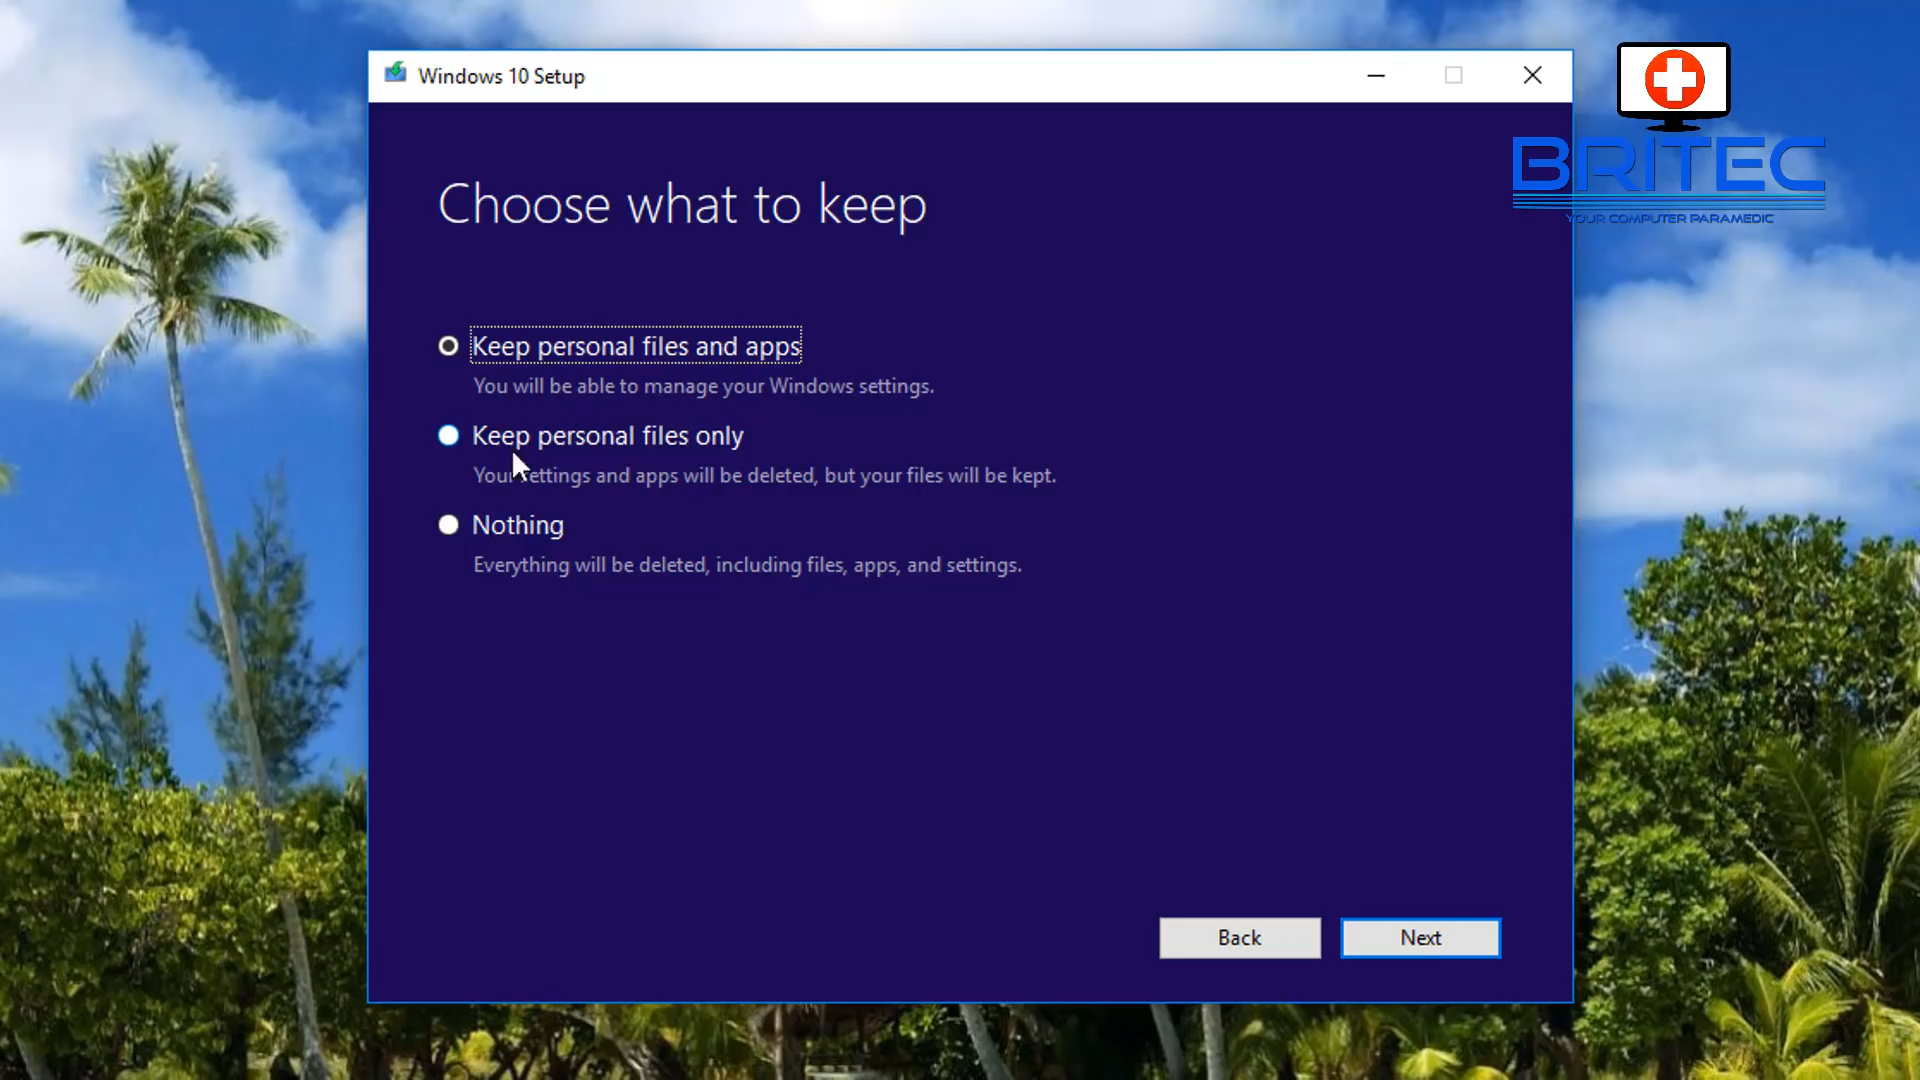 Windows 10 Setup
BRITEC
YOUR COMPUTER PARAMEDIC
Choose what to keep
Keep personal files and apps
You will be able to manage your Windows settings.
Keep personal files only
Your settings and apps will be deleted, but your files will be kept.
Nothing
Everything will be deleted, including files, apps, and settings.
Back
Next